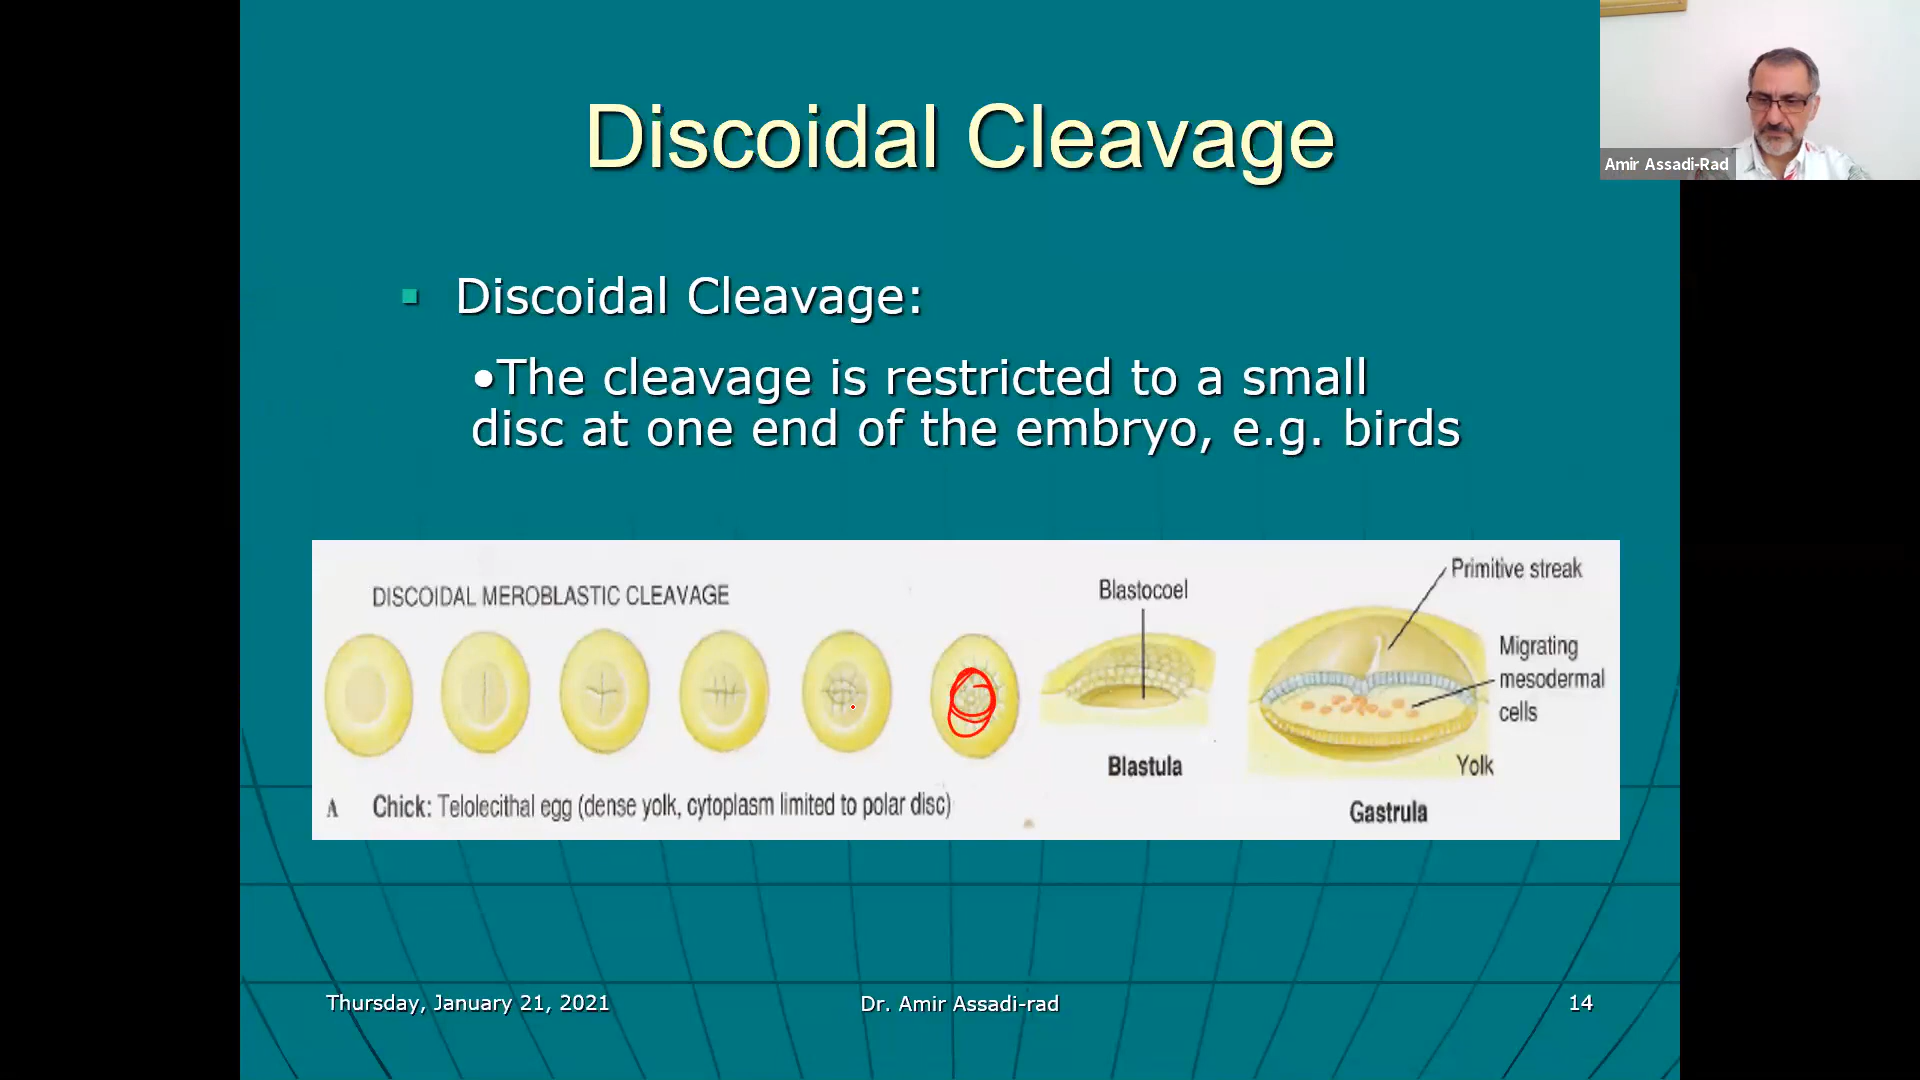 Discoidal Cleavage
Amir Assadi-Rad
Discoidal Cleavage:
•The cleavage is restricted to a small
disc at one end of the embryo, e.g. birds
DISCOIDAL MEROBLASTIC CLEAVAGE
Blastocoel
Primitive streak
Migrating
mesodermal
cells
Blastula
Yolk
A Chick: Telolecithal egg (dense yolk, cytoplasm limited to polar disc)
Gastrula
Thursday, January 21, 2021
Dr. Amir Assadi-rad
14